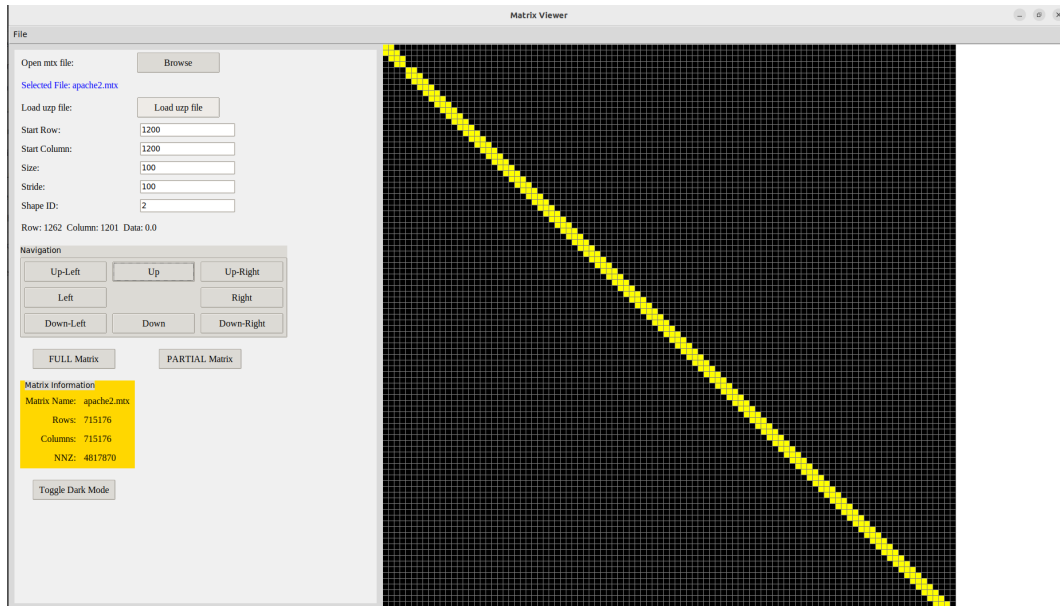 Matrix Viewer
File
Open mtx file: Browse
Selected File: apache2.mtx
Load uzp file: Load uzp file
Start Row: 1200
Start Column: 1200
Size: 100
Stride: 100
Shape ID: 2
Row: 1262 Column: 1201 Data: 0.0
Navigation
Up-Left Up Up-Right
Left Right
Down-Left Down Down-Right
FULL Matrix PARTIAL Matrix
Matrix Information
Matrix Name: apache2.mtx
Rows: 715176
Columns: 715176
NNZ: 4817870
Toggle Dark Mode